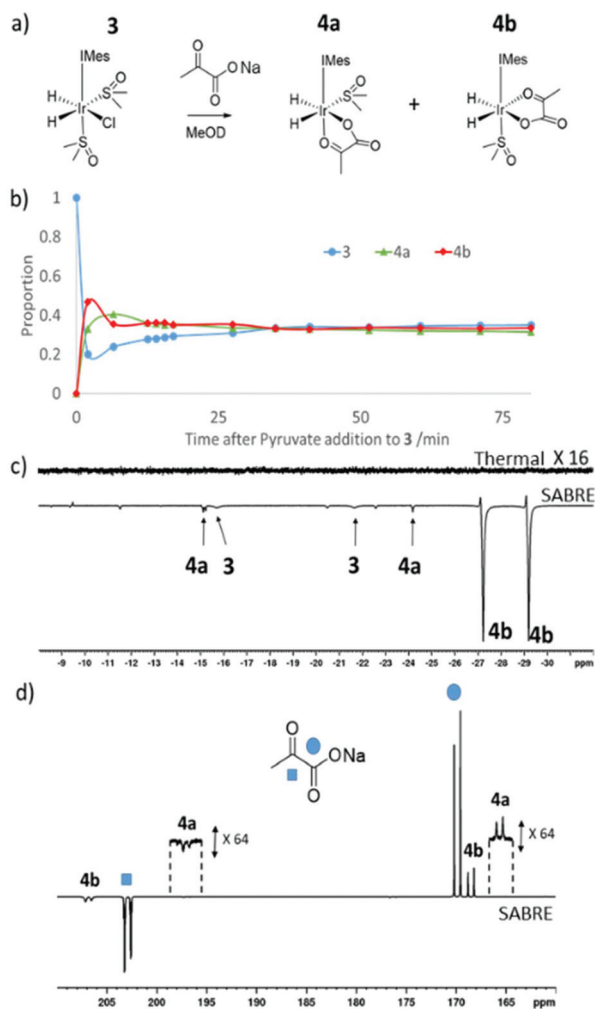 a) 3 4a 4b
IMes IMes IMes
O ONa
H H Ir S O Cl S O
O
MeOD
H H Ir S O O O O
+
H H Ir O O O S O
b)
1
0.8
0.6
0.4
0.2
0
Proportion
3 4a 4b
0 25 50 75
Time after Pyruvate addition to 3 /min
c)
Thermal X 16
SABRE
4a 3 3 4a 4b 4b
-9 -10 -11 -12 -13 -14 -15 -16 -17 -18 -19 -20 -21 -22 -23 -24 -25 -26 -27 -28 -29 -30 ppm
d)
O
ONa
O
4a X 64
4a X 64
4b
4b
SABRE
205 200 195 190 185 180 175 170 165 ppm